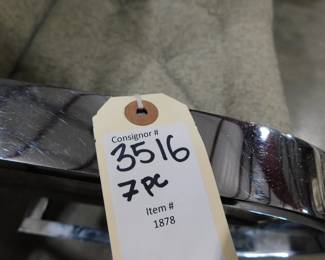 Consignor #
3516
7 PC
Item #
1878